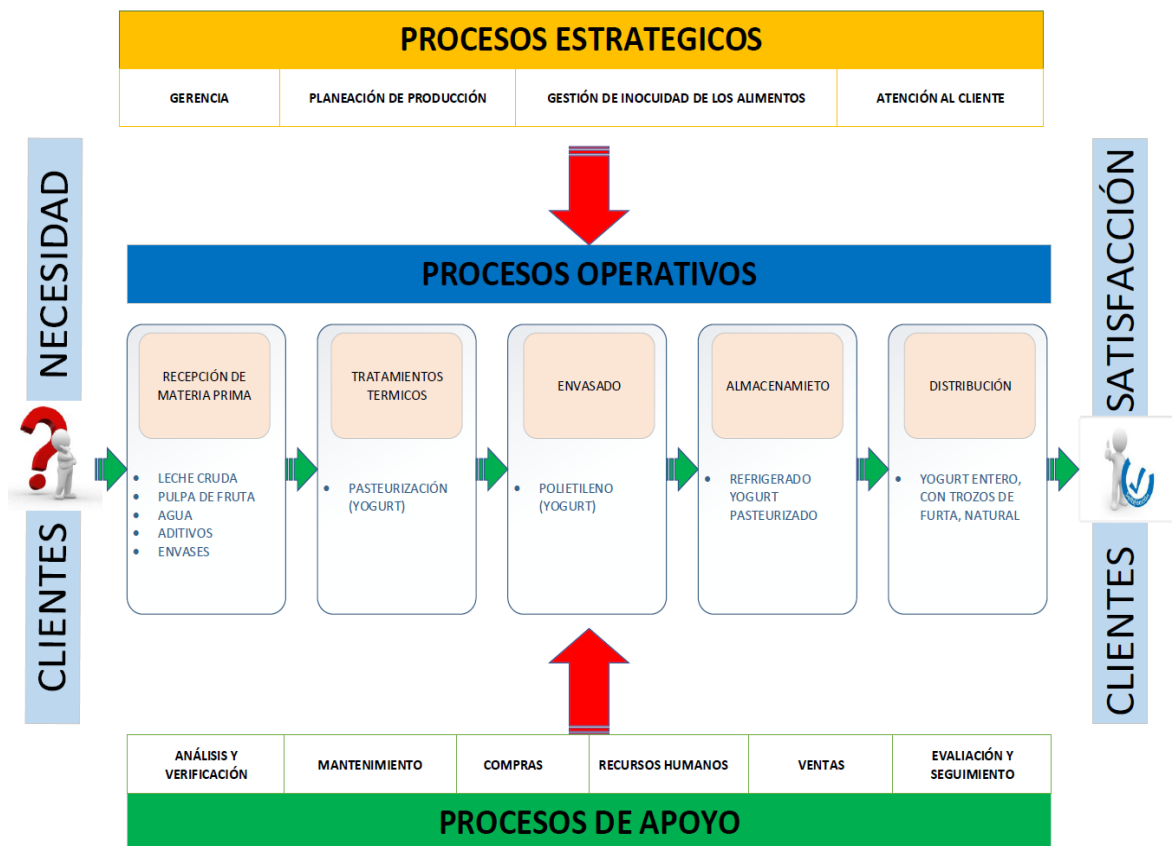 PROCESOS ESTRATEGICOS
GERENCIA
PLANEACIÓN DE PRODUCCIÓN
GESTIÓN DE INOCUIDAD DE LOS ALIMENTOS
ATENCIÓN AL CLIENTE
NECESIDAD
CLIENTES
PROCESOS OPERATIVOS
RECEPCIÓN DE
MATERIA PRIMA
• LECHE CRUDA
• PULPA DE FRUTA
• AGUA
• ADITIVOS
• ENVASES
TRATAMIENTOS
TERMICOS
• PASTEURIZACIÓN
(YOGURT)
ENVASADO
• POLIETILENO
(YOGURT)
ALMACENAMIETO
• REFRIGERADO
YOGURT
PASTEURIZADO
DISTRIBUCIÓN
• YOGURT ENTERO,
CON TROZOS DE
FURTA, NATURAL
SATISFACCIÓN
CLIENTES
ANÁLISIS Y
VERIFICACIÓN
MANTENIMIENTO
COMPRAS
RECURSOS HUMANOS
VENTAS
EVALUACIÓN Y
SEGUIMIENTO
PROCESOS DE APOYO